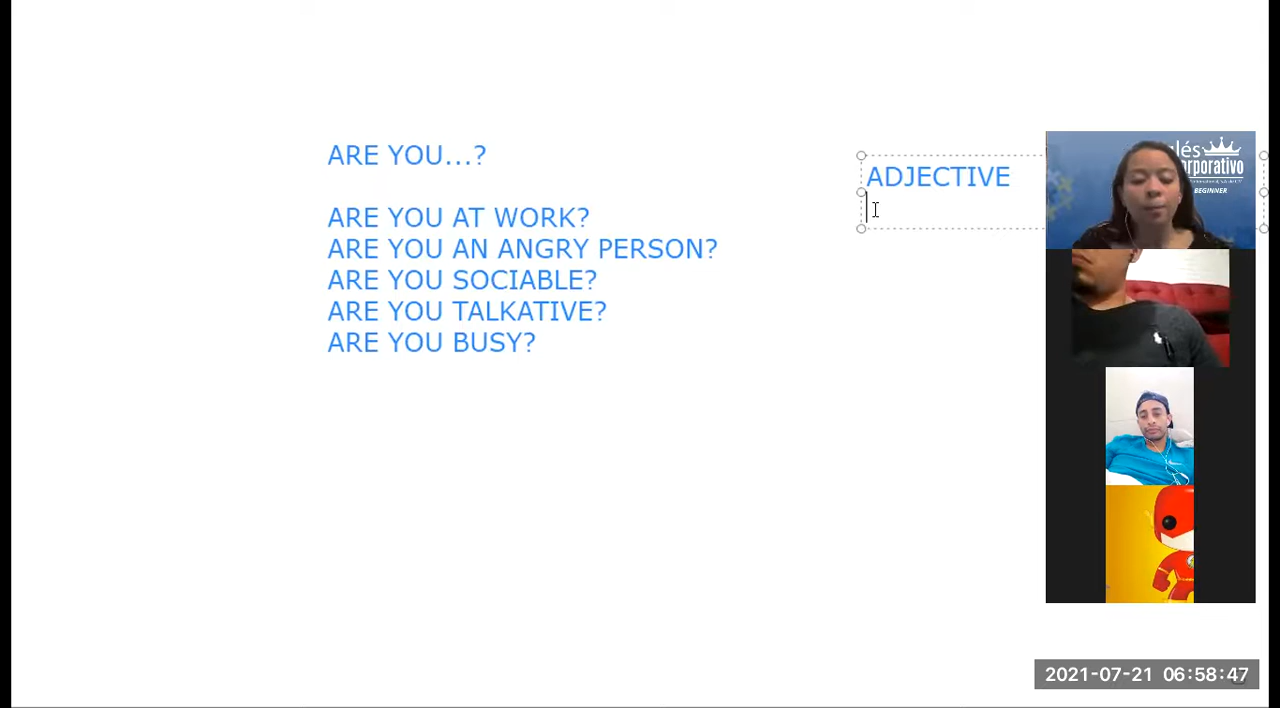 ARE YOU...?
ARE YOU AT WORK?
ARE YOU AN ANGRY PERSON?
ARE YOU SOCIABLE?
ARE YOU TALKATIVE?
ARE YOU BUSY?
ADJECTIVE
BEGINNER
2021-07-21 06:58:47